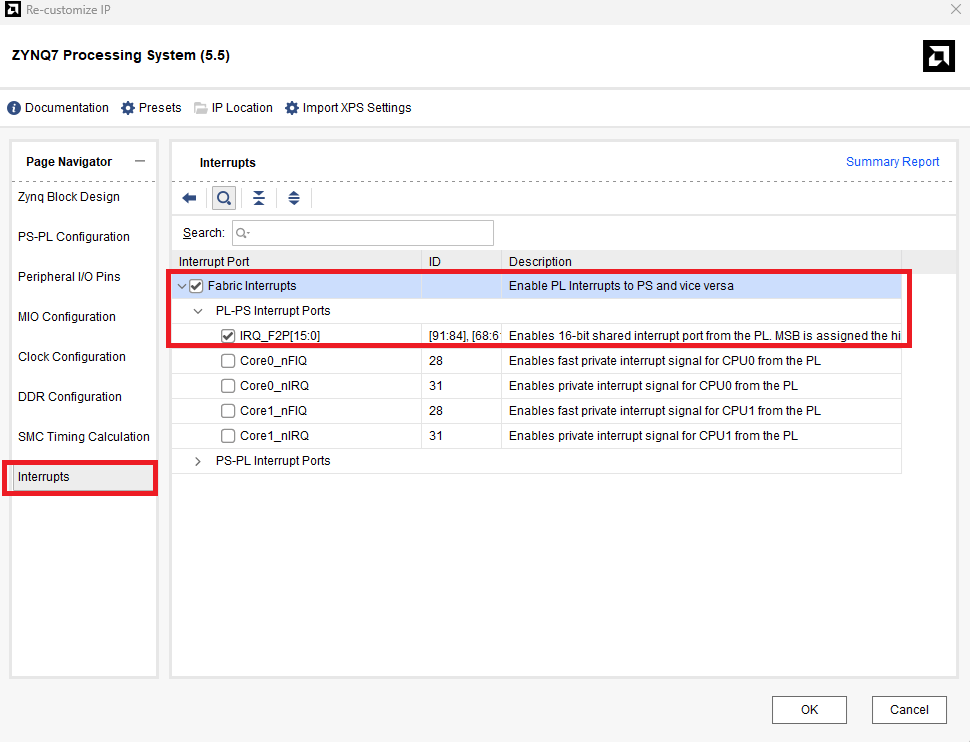 Re-customize IP
ZYNQ7 Processing System (5.5)
Documentation Presets IP Location Import XPS Settings
Page Navigator
Zynq Block Design
PS-PL Configuration
Peripheral I/O Pins
MIO Configuration
Clock Configuration
DDR Configuration
SMC Timing Calculation
Interrupts
Interrupts Summary Report
Search:
Interrupt Port ID Description
Fabric Interrupts Enable PL Interrupts to PS and vice versa
PL-PS Interrupt Ports
IRQ_F2P[15:0] [91:84], [68:6 Enables 16-bit shared interrupt port from the PL. MSB is assigned the hi
Core0_nFIQ 28 Enables fast private interrupt signal for CPU0 from the PL
Core0_nIRQ 31 Enables private interrupt signal for CPU0 from the PL
Core1_nFIQ 28 Enables fast private interrupt signal for CPU1 from the PL
Core1_nIRQ 31 Enables private interrupt signal for CPU1 from the PL
PS-PL Interrupt Ports
OK Cancel